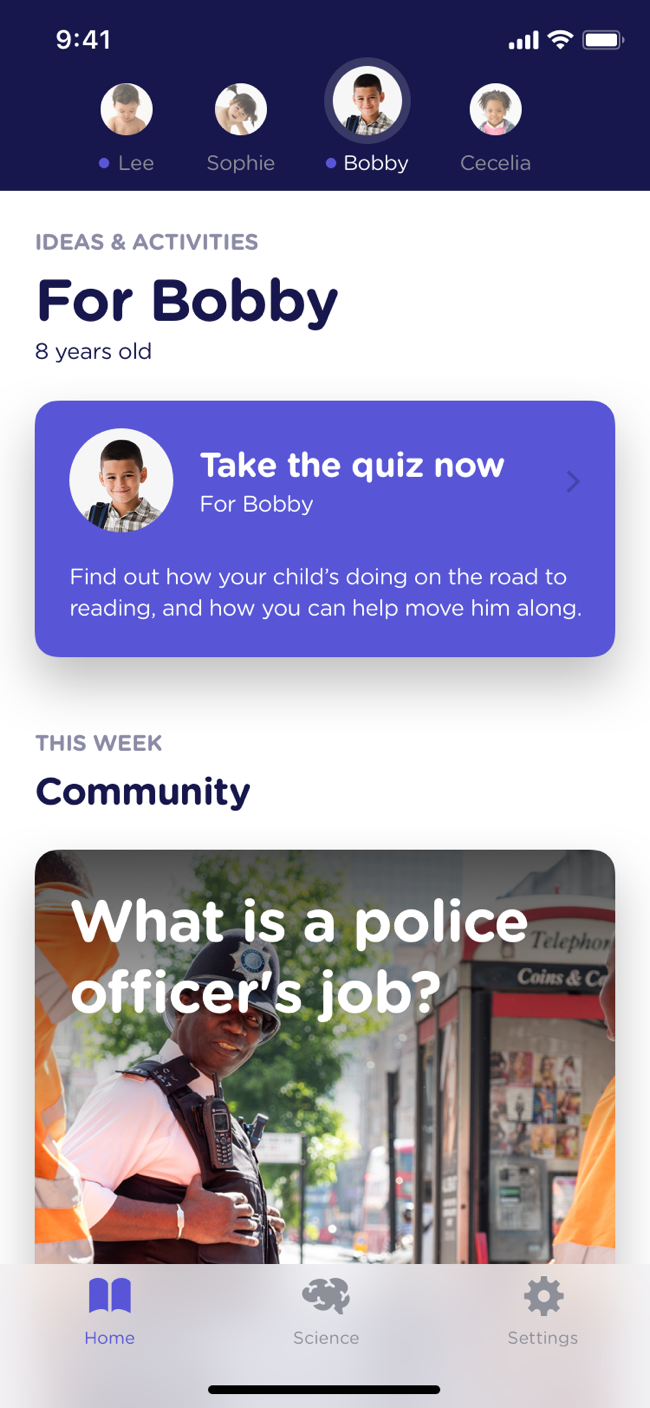 9:41
Lee
Sophie
Bobby
Cecelia
IDEAS & ACTIVITIES
For Bobby
8 years old
Take the quiz now
For Bobby
Find out how your child’s doing on the road to
reading, and how you can help move him along.
THIS WEEK
Community
What is a police
officer's job?
Coins &
Home
Science
Settings